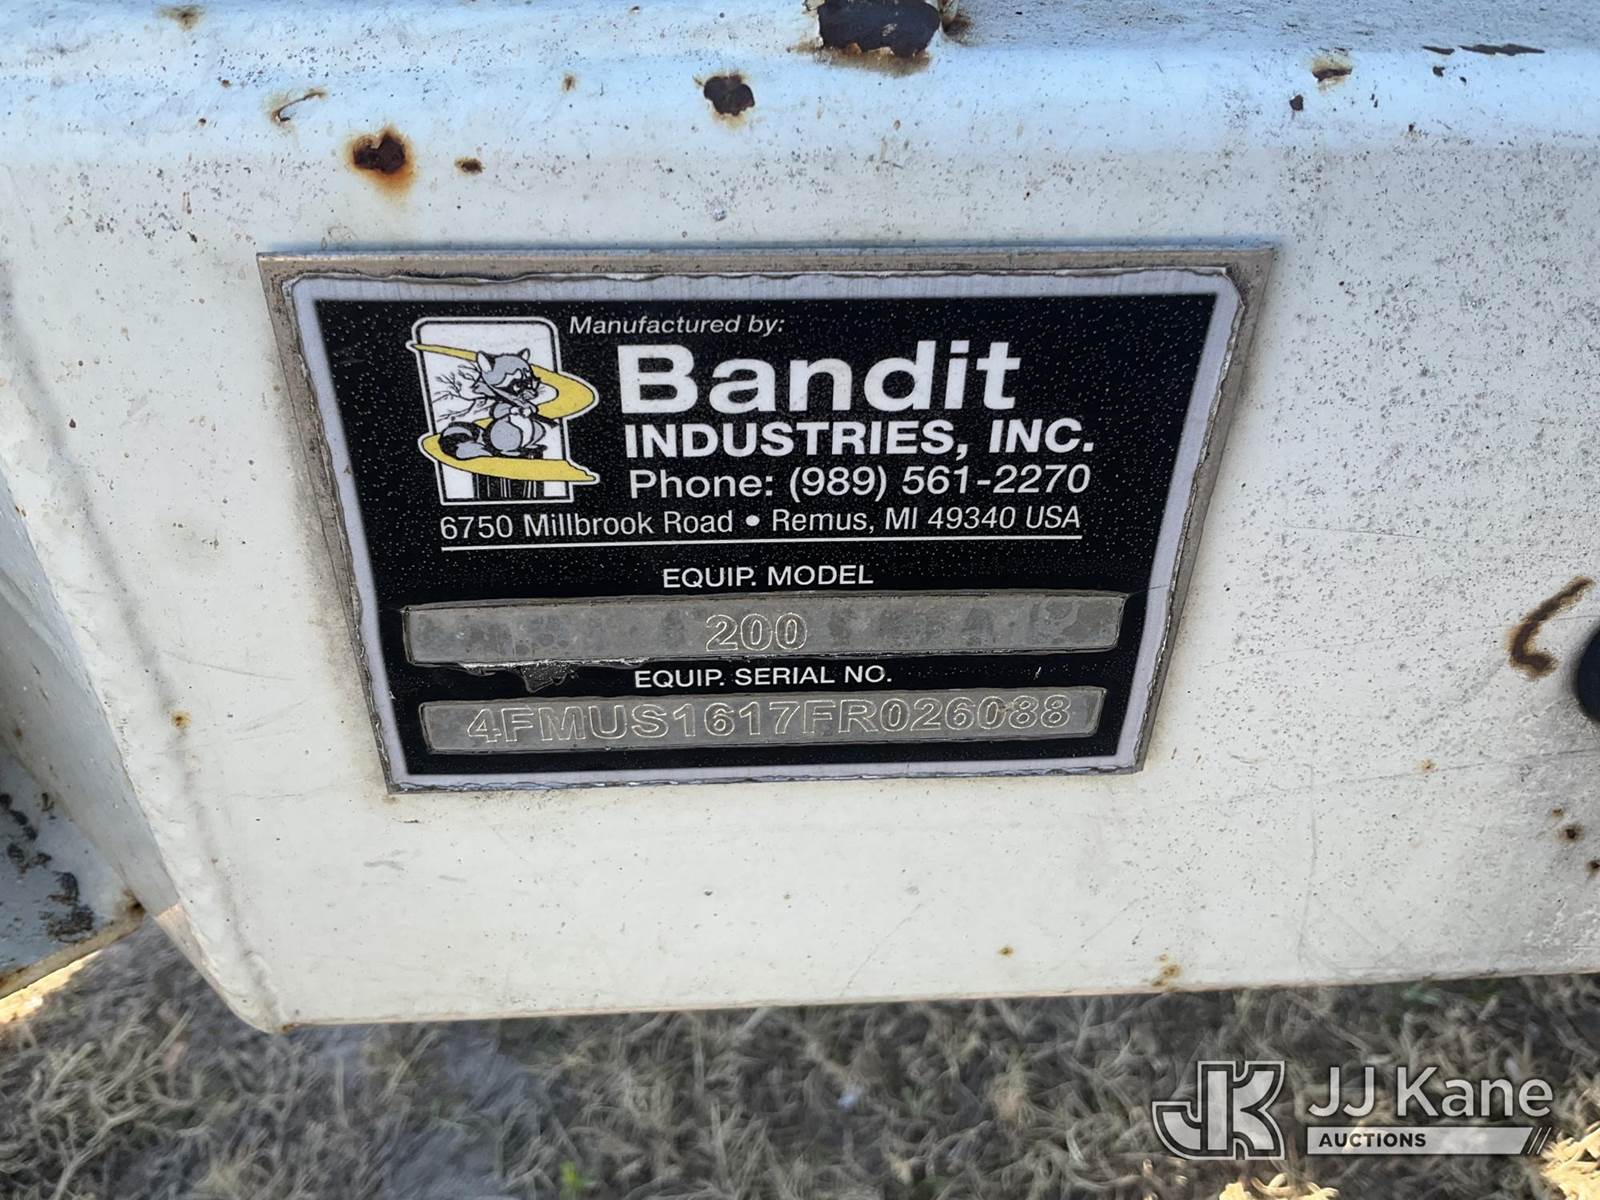 Manufactured by:
Bandit
INDUSTRIES, INC.
Phone: (989) 561-2270
6750 Millbrook Road • Remus, MI 49340 USA
EQUIP. MODEL
200
EQUIP. SERIAL NO.
4FMUS1617FR026088
JK JJ Kane
AUCTIONS